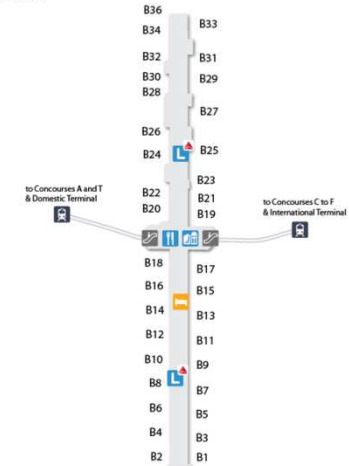 B36
B33
B34
B32
B31
B30
B29
B28
B27
B26
L
B24
B25
B23
B22
B21
B20
B19
to Concourses A and T
& Domestic Terminal
to Concourses C to F
& International Terminal
B18
B17
B16
B15
B14
B13
B12
B11
B10
B9
L
B8
B7
B6
B5
B4
B3
B2
B1